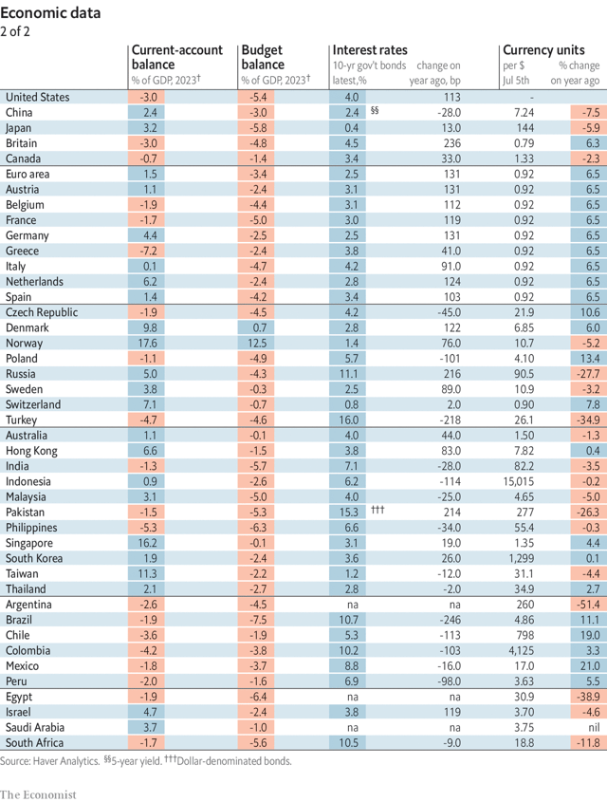 Economic data
2 of 2
Current-account balance % of GDP, 2023† Budget balance % of GDP, 2023† Interest rates 10-yr gov't bonds latest,% change on year ago, bp Currency units per $ Jul 5th % change on year ago
United States -3.0 -5.4 4.0 113 -
China 2.4 -3.0 2.4 §§ -28.0 7.24 -7.5
Japan 3.2 -5.8 0.4 13.0 144 -5.9
Britain -3.0 -4.8 4.5 236 0.79 6.3
Canada -0.7 -1.4 3.4 33.0 1.33 -2.3
Euro area 1.5 -3.4 2.5 131 0.92 6.5
Austria 1.1 -2.4 3.1 131 0.92 6.5
Belgium -1.9 -4.4 3.1 112 0.92 6.5
France -1.7 -5.0 3.0 119 0.92 6.5
Germany 4.4 -2.5 2.5 131 0.92 6.5
Greece -7.2 -2.4 3.8 41.0 0.92 6.5
Italy 0.1 -4.7 4.2 91.0 0.92 6.5
Netherlands 6.2 -2.4 2.8 124 0.92 6.5
Spain 1.4 -4.2 3.4 103 0.92 6.5
Czech Republic -1.9 -4.5 4.2 -45.0 21.9 10.6
Denmark 9.8 0.7 2.8 122 6.85 6.0
Norway 17.6 12.5 1.4 76.0 10.7 -5.2
Poland -1.1 -4.9 5.7 -101 4.10 13.4
Russia 5.0 -4.3 11.1 216 90.5 -27.7
Sweden 3.8 -0.3 2.5 89.0 10.9 -3.2
Switzerland 7.1 -0.7 0.8 2.0 0.90 7.8
Turkey -4.7 -4.6 16.0 -218 26.1 -34.9
Australia 1.1 -0.1 4.0 44.0 1.50 -1.3
Hong Kong 6.6 -1.5 3.8 83.0 7.82 0.4
India -1.3 -5.7 7.1 -28.0 82.2 -3.5
Indonesia 0.9 -2.6 6.2 -114 15,015 -0.2
Malaysia 3.1 -5.0 4.0 -25.0 4.65 -5.0
Pakistan -1.5 -5.3 15.3 ††† 214 277 -26.3
Philippines -5.3 -6.3 6.6 -34.0 55.4 -0.3
Singapore 16.2 -0.1 3.1 19.0 1.35 4.4
South Korea 1.9 -2.4 3.6 26.0 1,299 0.1
Taiwan 11.3 -2.2 1.2 -12.0 31.1 -4.4
Thailand 2.1 -2.7 2.8 -2.0 34.9 2.7
Argentina -2.6 -4.5 na na 260 -51.4
Brazil -1.9 -7.5 10.7 -246 4.86 11.1
Chile -3.6 -1.9 5.3 -113 798 19.0
Colombia -4.2 -3.8 10.2 -103 4,125 3.3
Mexico -1.8 -3.7 8.8 -16.0 17.0 21.0
Peru -2.0 -1.6 6.9 -98.0 3.63 5.5
Egypt -1.9 -6.4 na na 30.9 -38.9
Israel 4.7 -2.4 3.8 119 3.70 -4.6
Saudi Arabia 3.7 -1.0 na na 3.75 nil
South Africa -1.7 -5.6 10.5 -9.0 18.8 -11.8
Source: Haver Analytics. §§5-year yield. †††Dollar-denominated bonds.
The Economist